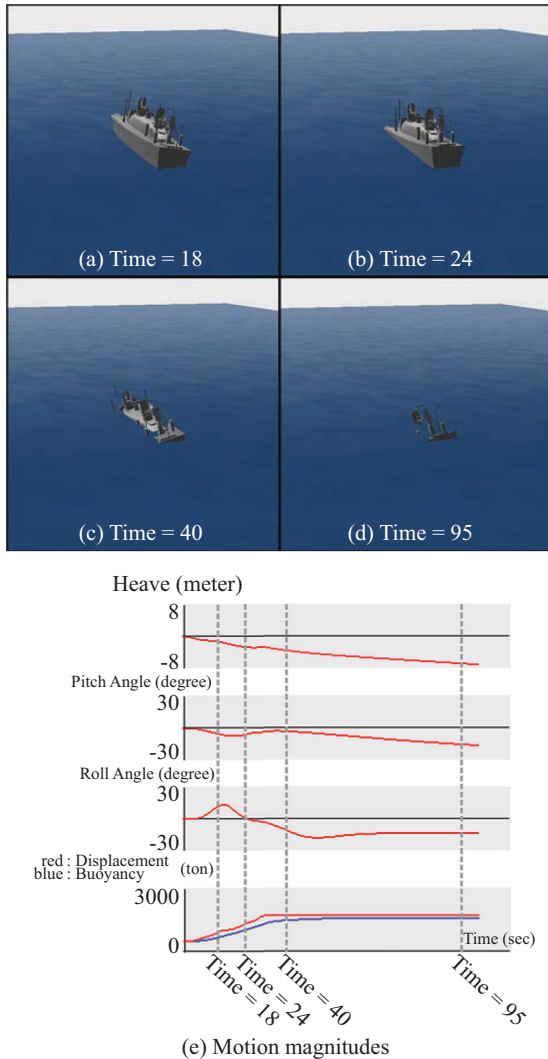 (a) Time = 18
(b) Time = 24
(c) Time = 40
(d) Time = 95
Heave (meter)
8
-8
Pitch Angle (degree)
30
-30
Roll Angle (degree)
30
-30
red : Displacement
blue : Buoyancy
(ton)
3000
0
Time (sec)
Time = 18
Time = 24
Time = 40
Time = 95
(e) Motion magnitudes